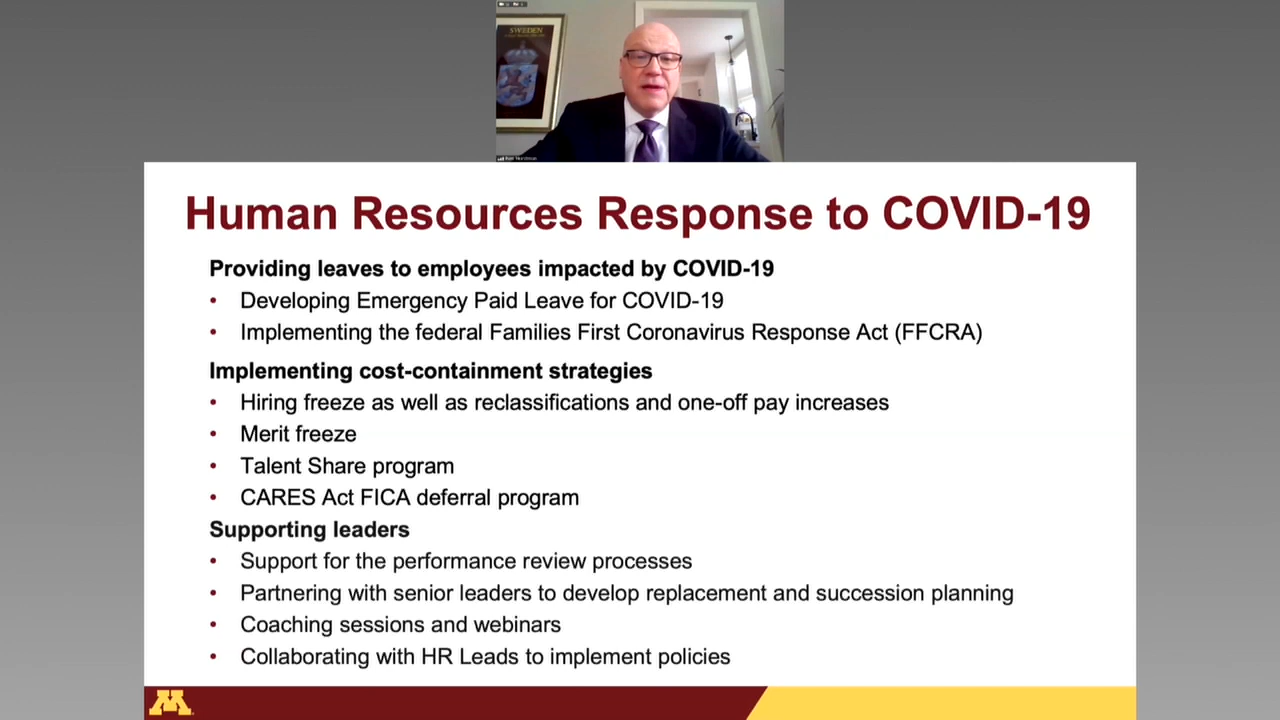 SWEDEN
Human Resources Response to COVID-19
Providing leaves to employees impacted by COVID-19
• Developing Emergency Paid Leave for COVID-19
• Implementing the federal Families First Coronavirus Response Act (FFCRA)
Implementing cost-containment strategies
• Hiring freeze as well as reclassifications and one-off pay increases
• Merit freeze
• Talent Share program
• CARES Act FICA deferral program
Supporting leaders
• Support for the performance review processes
• Partnering with senior leaders to develop replacement and succession planning
• Coaching sessions and webinars
• Collaborating with HR Leads to implement policies
M